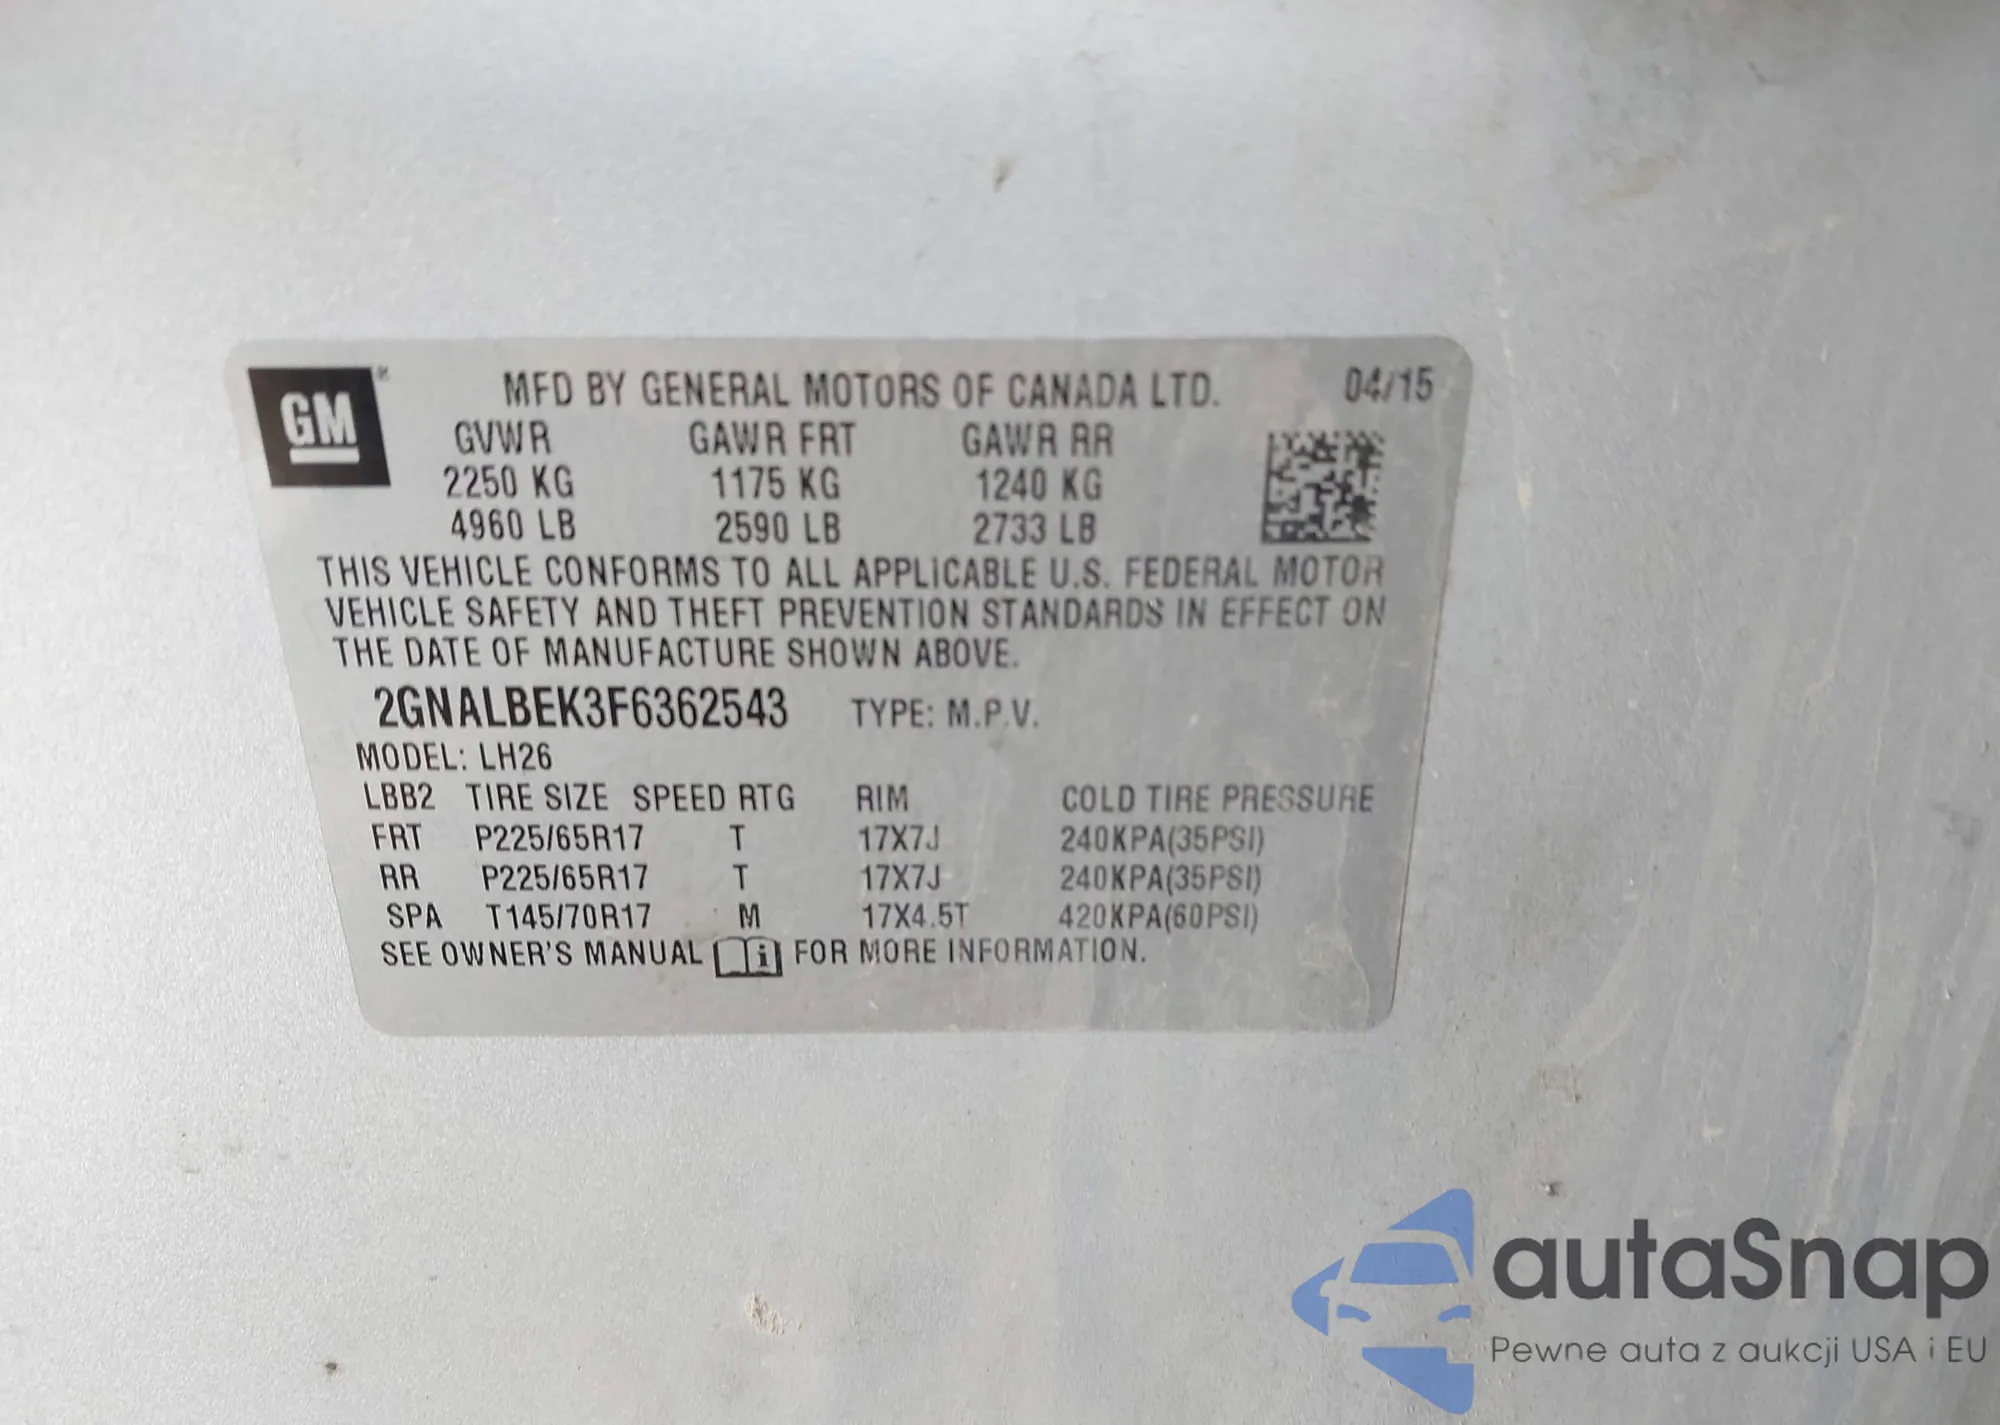 GM®
MFD BY GENERAL MOTORS OF CANADA LTD. 04/15
GVWR GAWR FRT GAWR RR
2250 KG 1175 KG 1240 KG
4960 LB 2590 LB 2733 LB
THIS VEHICLE CONFORMS TO ALL APPLICABLE U.S. FEDERAL MOTOR
VEHICLE SAFETY AND THEFT PREVENTION STANDARDS IN EFFECT ON
THE DATE OF MANUFACTURE SHOWN ABOVE.
2GNALBEK3F6362543 TYPE: M.P.V.
MODEL: LH26
LBB2 TIRE SIZE SPEED RTG RIM COLD TIRE PRESSURE
FRT P225/65R17 T 17X7J 240KPA(35PSI)
RR P225/65R17 T 17X7J 240KPA(35PSI)
SPA T145/70R17 M 17X4.5T 420KPA(60PSI)
SEE OWNER'S MANUAL i FOR MORE INFORMATION.
autaSnap
Pewne auta z aukcji USA i EU